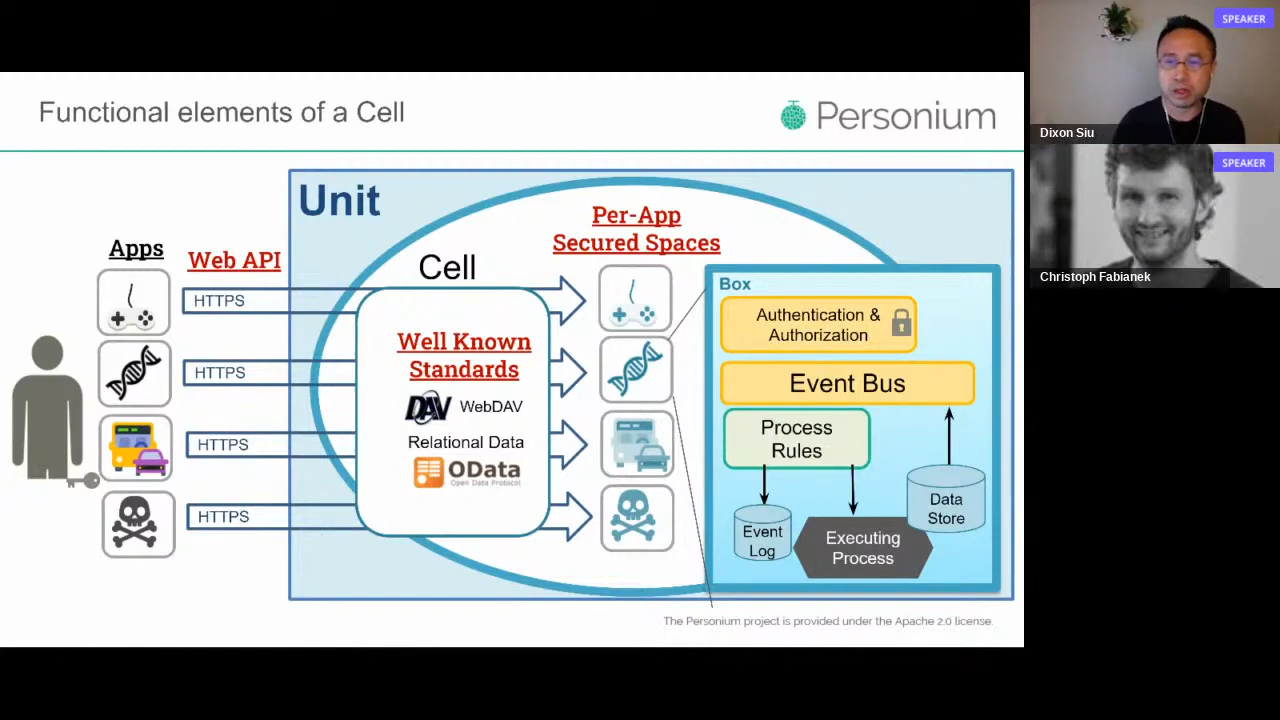 Functional elements of a Cell
Personium
Unit
Apps
Web API
Per-App
Secured Spaces
Cell
HTTPS
HTTPS
HTTPS
HTTPS
Well Known
Standards
DAV WebDAV
Relational Data
OData
Open Data Protocol
Box
Authentication &
Authorization
Event Bus
Process
Rules
Event
Log
Executing
Process
Data
Store
The Personium project is provided under the Apache 2.0 license.
SPEAKER
Dixon Siu
SPEAKER
Christoph Fabianek